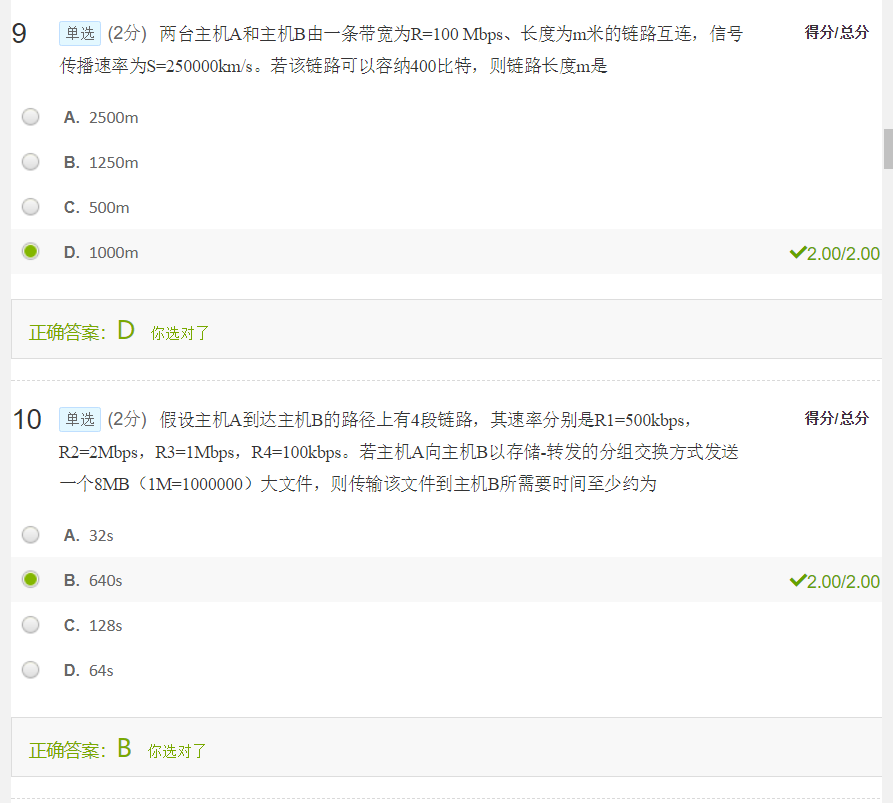 9 单选 (2分) 两台主机A和主机B由一条带宽为R=100 Mbps、长度为m米的链路互连，信号 得分/总分
传播速率为S=250000km/s。若该链路可以容纳400比特，则链路长度m是
A. 2500m
B. 1250m
C. 500m
D. 1000m 2.00/2.00
正确答案：D 你选对了
10 单选 (2分) 假设主机A到达主机B的路径上有4段链路，其速率分别是R1=500kbps， 得分/总分
R2=2Mbps，R3=1Mbps，R4=100kbps。若主机A向主机B以存储-转发的分组交换方式发送
一个8MB（1M=1000000）大文件，则传输该文件到主机B所需要时间至少约为
A. 32s
B. 640s 2.00/2.00
C. 128s
D. 64s
正确答案：B 你选对了